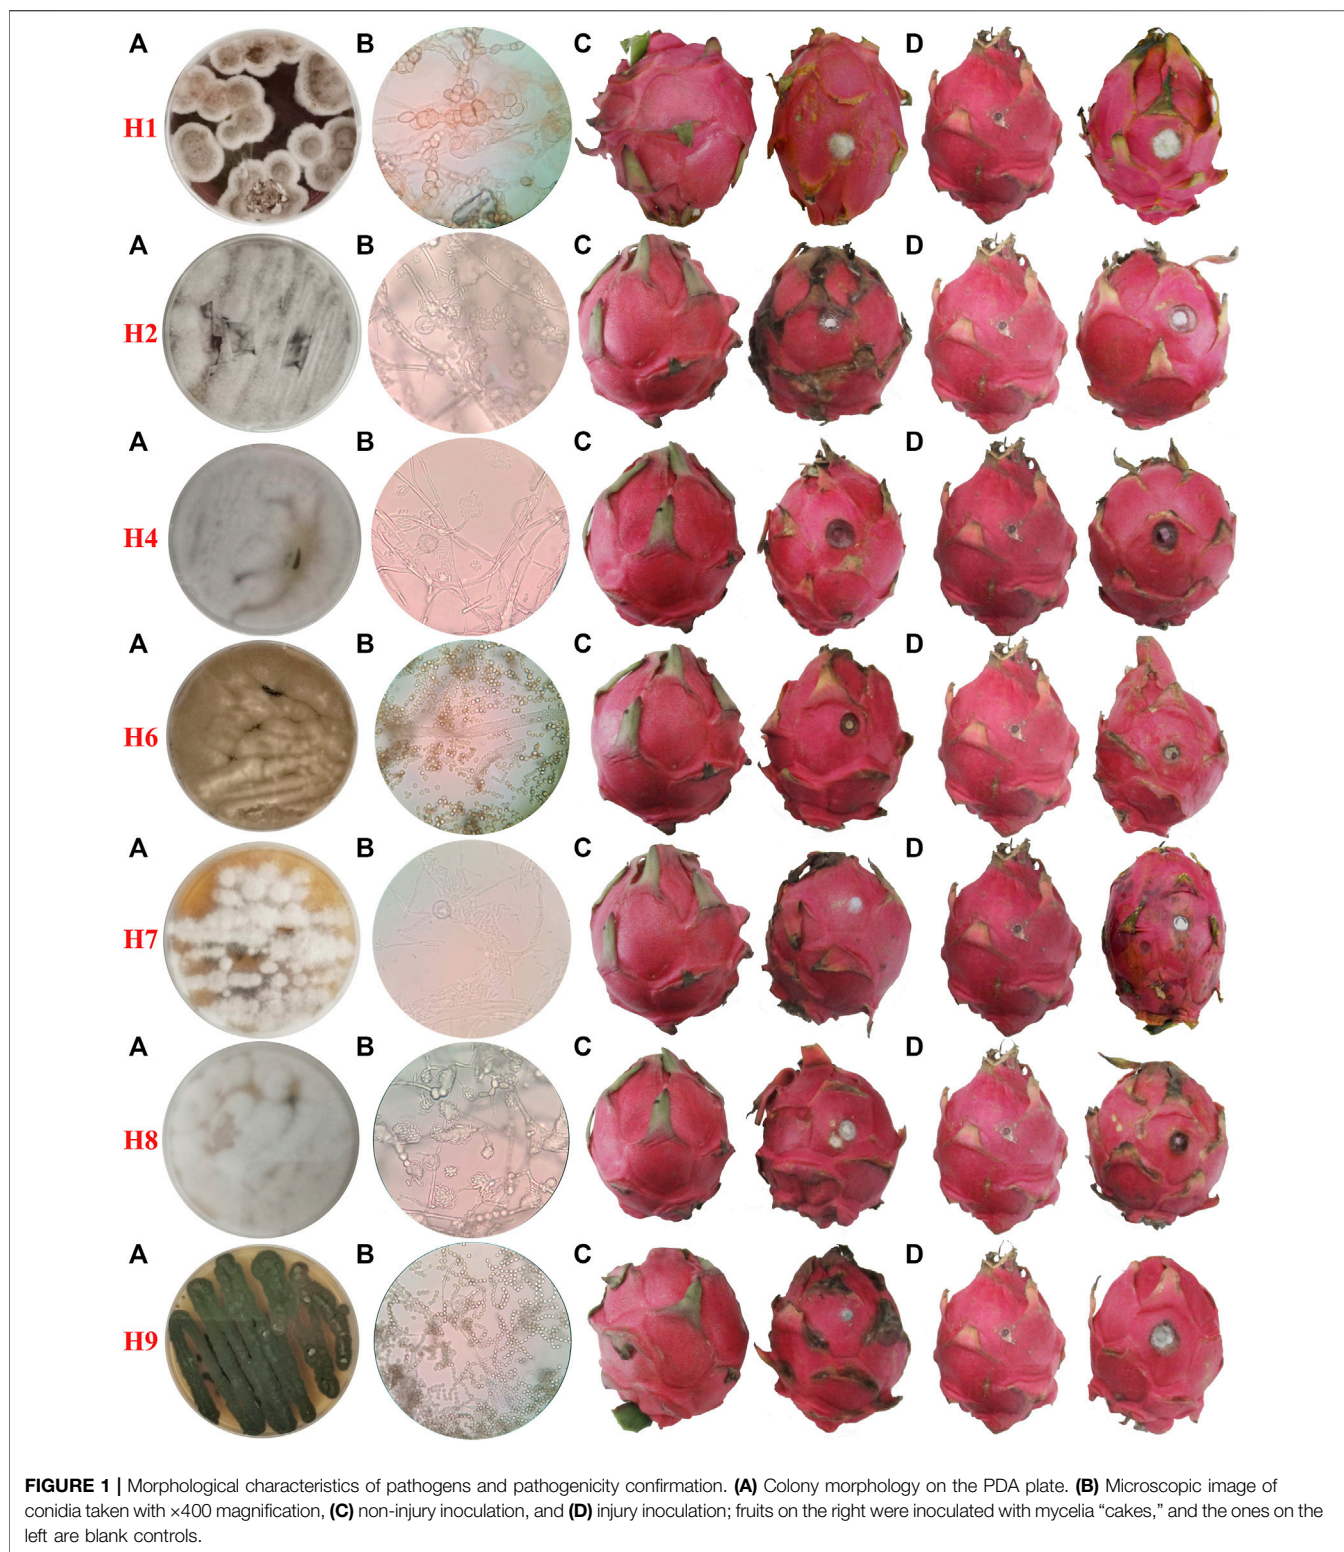 A B C D
H1
A B C D
H2
A B C D
H4
A B C D
H6
A B C D
H7
A B C D
H8
A B C D
H9
FIGURE 1 | Morphological characteristics of pathogens and pathogenicity confirmation. (A) Colony morphology on the PDA plate. (B) Microscopic image of
conidia taken with ×400 magnification, (C) non-injury inoculation, and (D) injury inoculation; fruits on the right were inoculated with mycelia “cakes,” and the ones on the
left are blank controls.